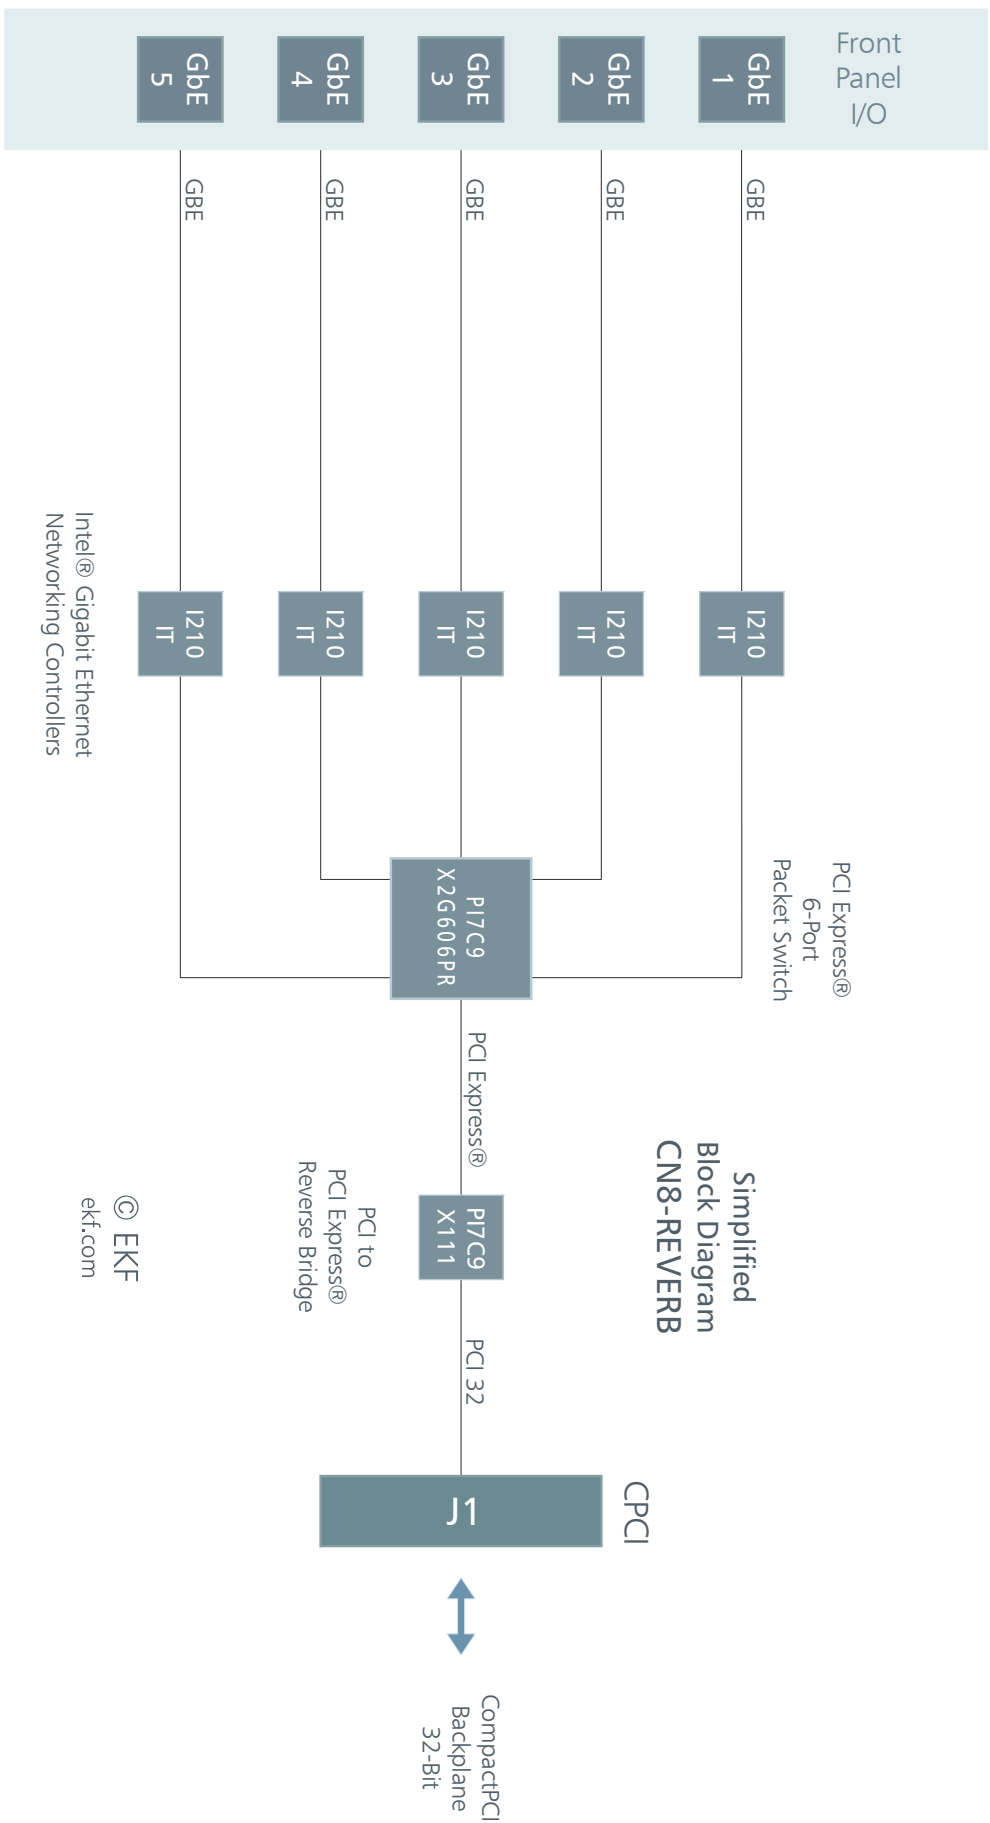 Front
Panel
I/O
GbE
1
GbE
2
GbE
3
GbE
4
GbE
5
GBE
GBE
GBE
GBE
GBE
I210
IT
I210
IT
I210
IT
I210
IT
I210
IT
Intel® Gigabit Ethernet
Networking Controllers
PCI Express®
6-Port
Packet Switch
PI7C9
X2G606PR
PCI Express®
PI7C9
X111
PCI to
PCI Express®
Reverse Bridge
Simplified
Block Diagram
CN8-REVERB
© EKF
ekf.com
PCI 32
CPCI
J1
CompactPCI
Backplane
32-Bit